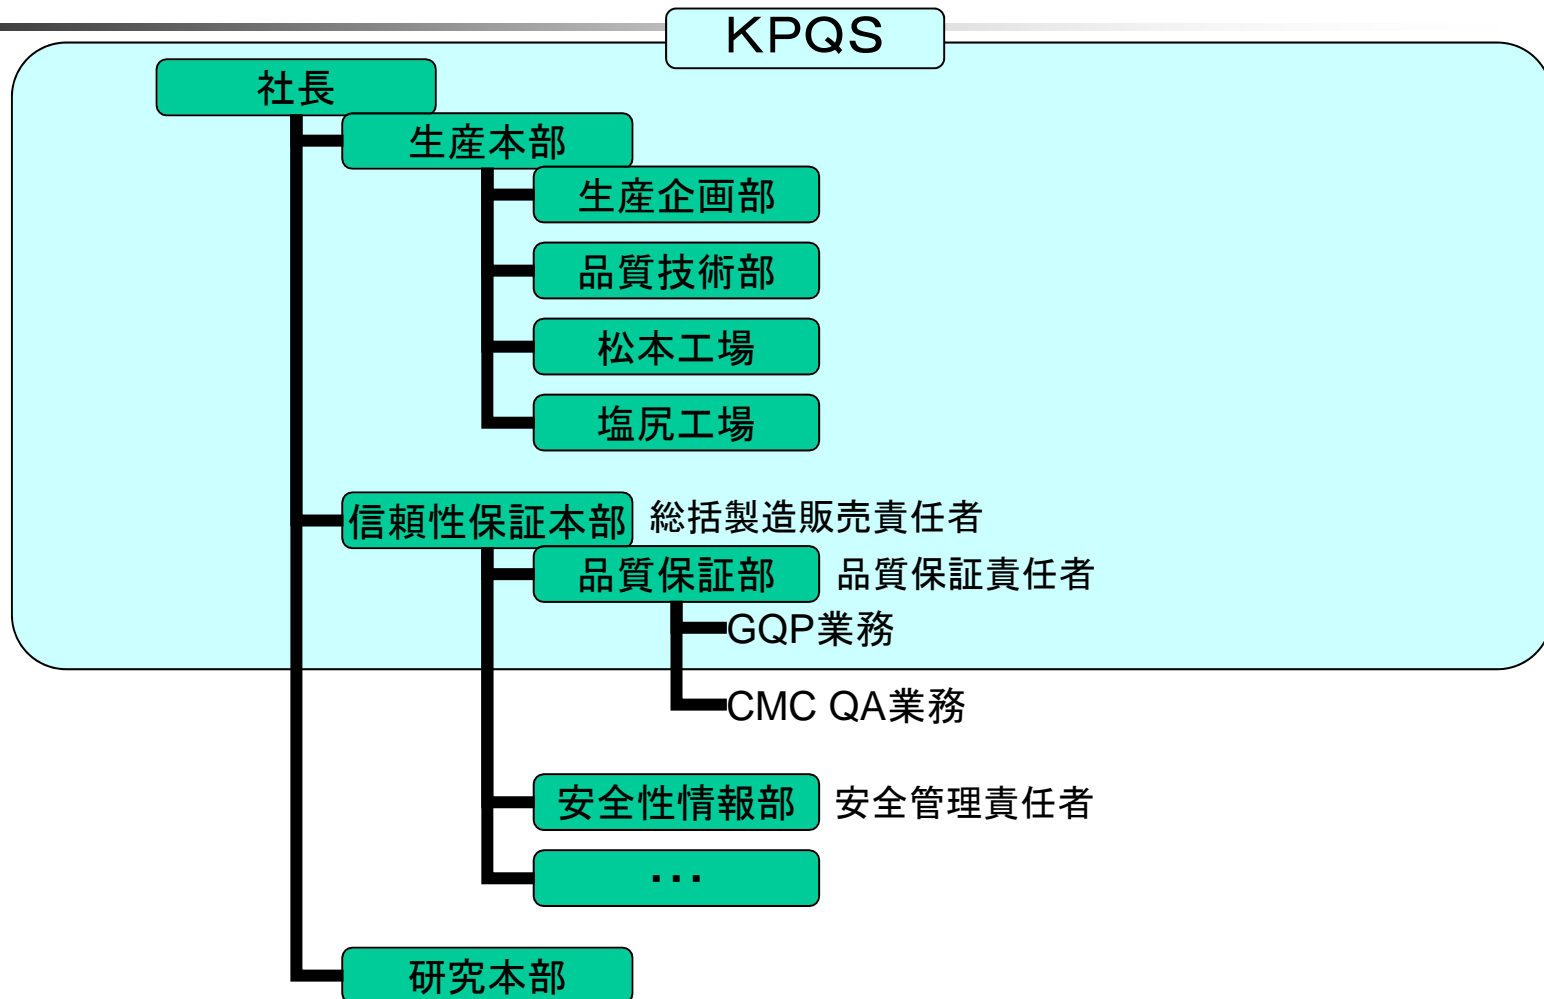 KPQS
社長
生産本部
生産企画部
品質技術部
松本工場
塩尻工場
信頼性保証本部 総括製造販売責任者
品質保証部 品質保証責任者
GQP業務
CMC QA業務
安全性情報部 安全管理責任者
･･･
研究本部